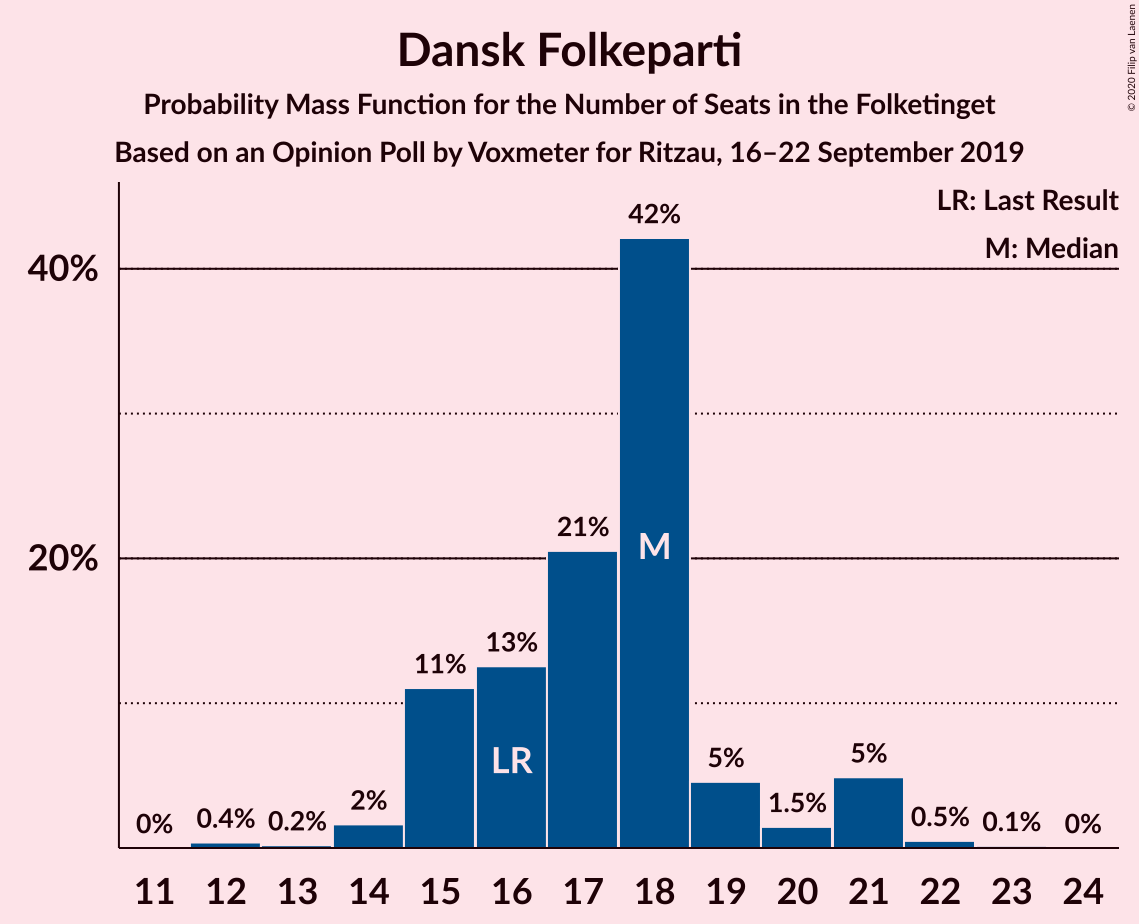 Dansk Folkeparti
Probability Mass Function for the Number of Seats in the Folketinget
Based on an Opinion Poll by Voxmeter for Ritzau, 16–22 September 2019
© 2020 Filip van Laenen
LR: Last Result
M: Median
40%
20%
0%
0.4%
0.2%
2%
11%
13%
21%
42%
5%
1.5%
5%
0.5%
0.1%
0%
LR
M
11 12 13 14 15 16 17 18 19 20 21 22 23 24